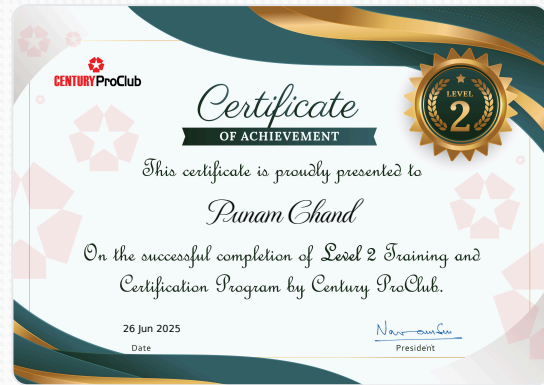 CENTURY ProClub
LEVEL
2
Certificate
OF ACHIEVEMENT
This certificate is proudly presented to
Punam Chand
On the successful completion of Level 2 Training and
Certification Program by Century ProClub.
26 Jun 2025
Date
President